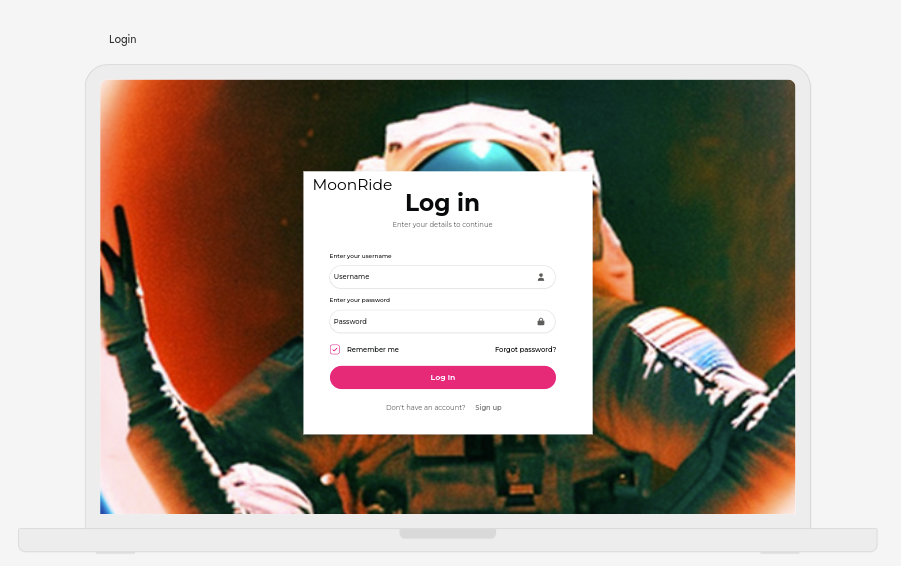 Login
MoonRide
Log in
Enter your details to continue
Enter your username
Username
Enter your password
Password
Remember me Forgot password?
Log In
Don't have an account? Sign up